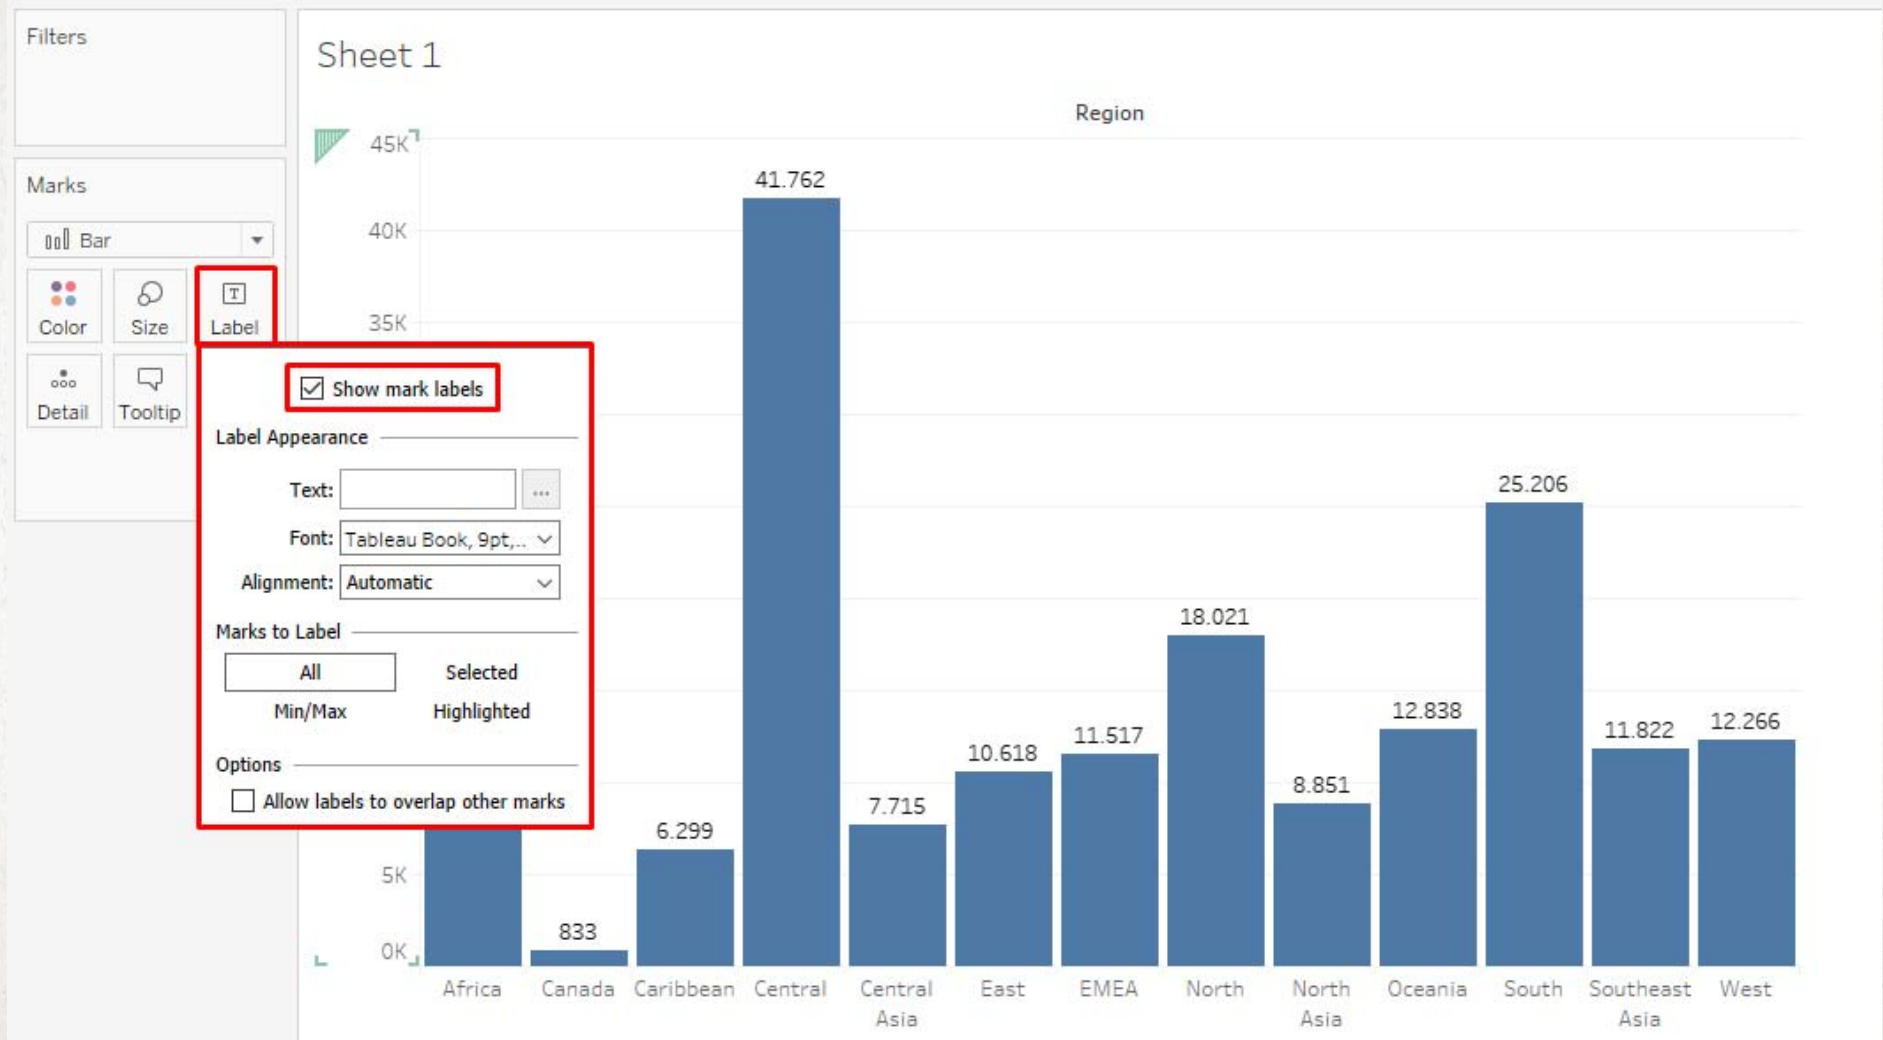 Filters
Marks
Bar
Color
Size
T
Label
Detail
Tooltip
Show mark labels
Label Appearance
Text:
...
Font: Tableau Book, 9pt,..
Alignment: Automatic
Marks to Label
All Selected
Min/Max Highlighted
Options
Allow labels to overlap other marks
Sheet 1
Region
45K
40K
35K
5K
0K
833
6.299
41.762
7.715
10.618
11.517
18.021
8.851
12.838
25.206
11.822
12.266
Africa
Canada
Caribbean
Central
Central
Asia
East
EMEA
North
North
Asia
Oceania
South
Southeast
Asia
West